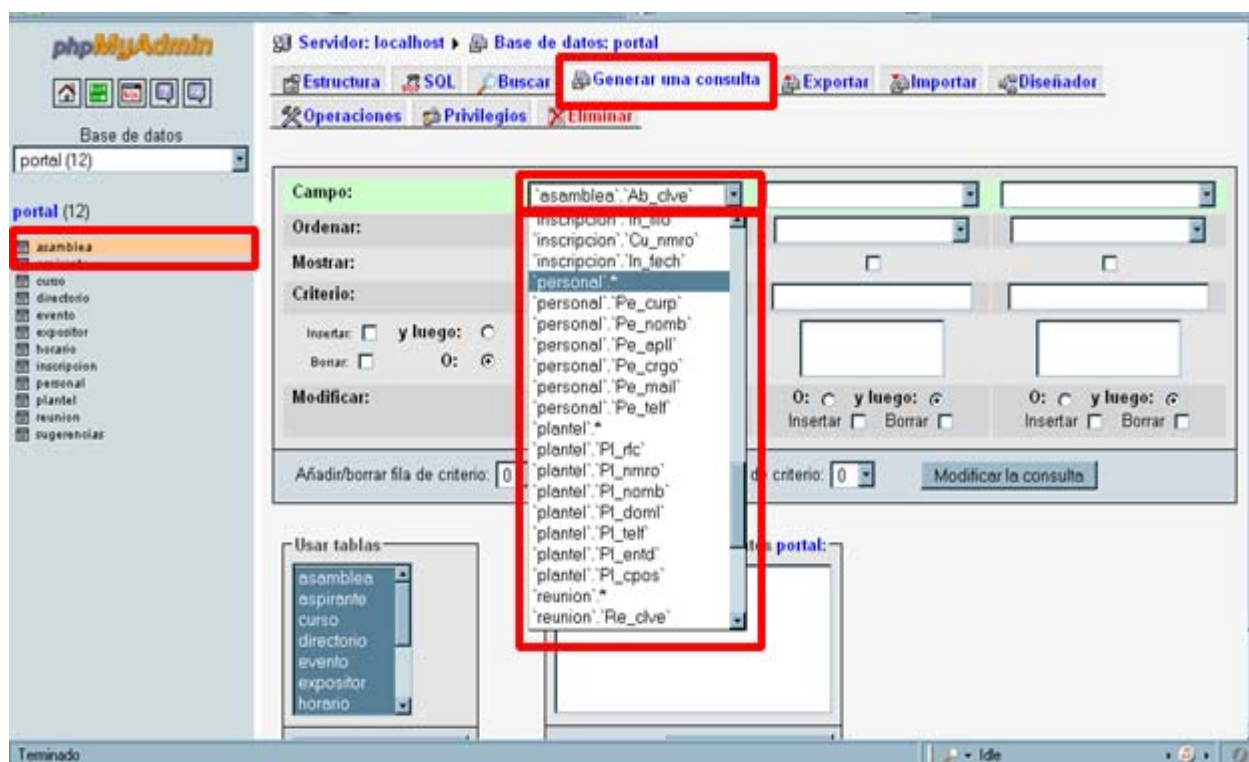 phpMyAdmin
Base de datos
portal (12)
portal (12)
asamblea
curso
directorio
evento
expositor
horario
inscripcion
personal
plantel
reunion
sugerencias
Servidor: localhost ▸ Base de datos: portal
Estructura SQL Buscar Generar una consulta Exportar Importar Diseñador
Operaciones Privilegios Eliminar
Campo: `asamblea`.`Ab_clve`
Ordenar:
Mostrar:
Criterio:
Insertar: y luego:
Borrar: O:
Modificar:
`inscripcion`.`In_filo`
`inscripcion`.`Cu_nmro`
`inscripcion`.`In_fech`
`personal`.*
`personal`.`Pe_curp`
`personal`.`Pe_nomb`
`personal`.`Pe_apll`
`personal`.`Pe_crgo`
`personal`.`Pe_mail`
`personal`.`Pe_telf`
`plantel`.*
`plantel`.`Pl_rfc`
`plantel`.`Pl_nmro`
`plantel`.`Pl_nomb`
`plantel`.`Pl_doml`
`plantel`.`Pl_telf`
`plantel`.`Pl_entd`
`plantel`.`Pl_cpos`
`reunion`.*
`reunion`.`Re_clve`
O: y luego: O: y luego:
Insertar Borrar Insertar Borrar
Añadir/borrar fila de criterio: 0 criterio: 0 Modificar la consulta
Usar tablas
asamblea
aspirante
curso
directorio
evento
expositor
horario
portal:
Terminado
Idle